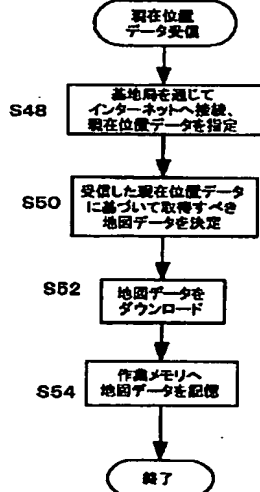 現在位置
データ受信
S48
基地局を通じて
インターネットへ接続、
現在位置データを指定
S50
受信した現在位置データ
に基づいて取得すべき
地図データを決定
S52
地図データを
ダウンロード
S54
作業メモリへ
地図データを記憶
終了